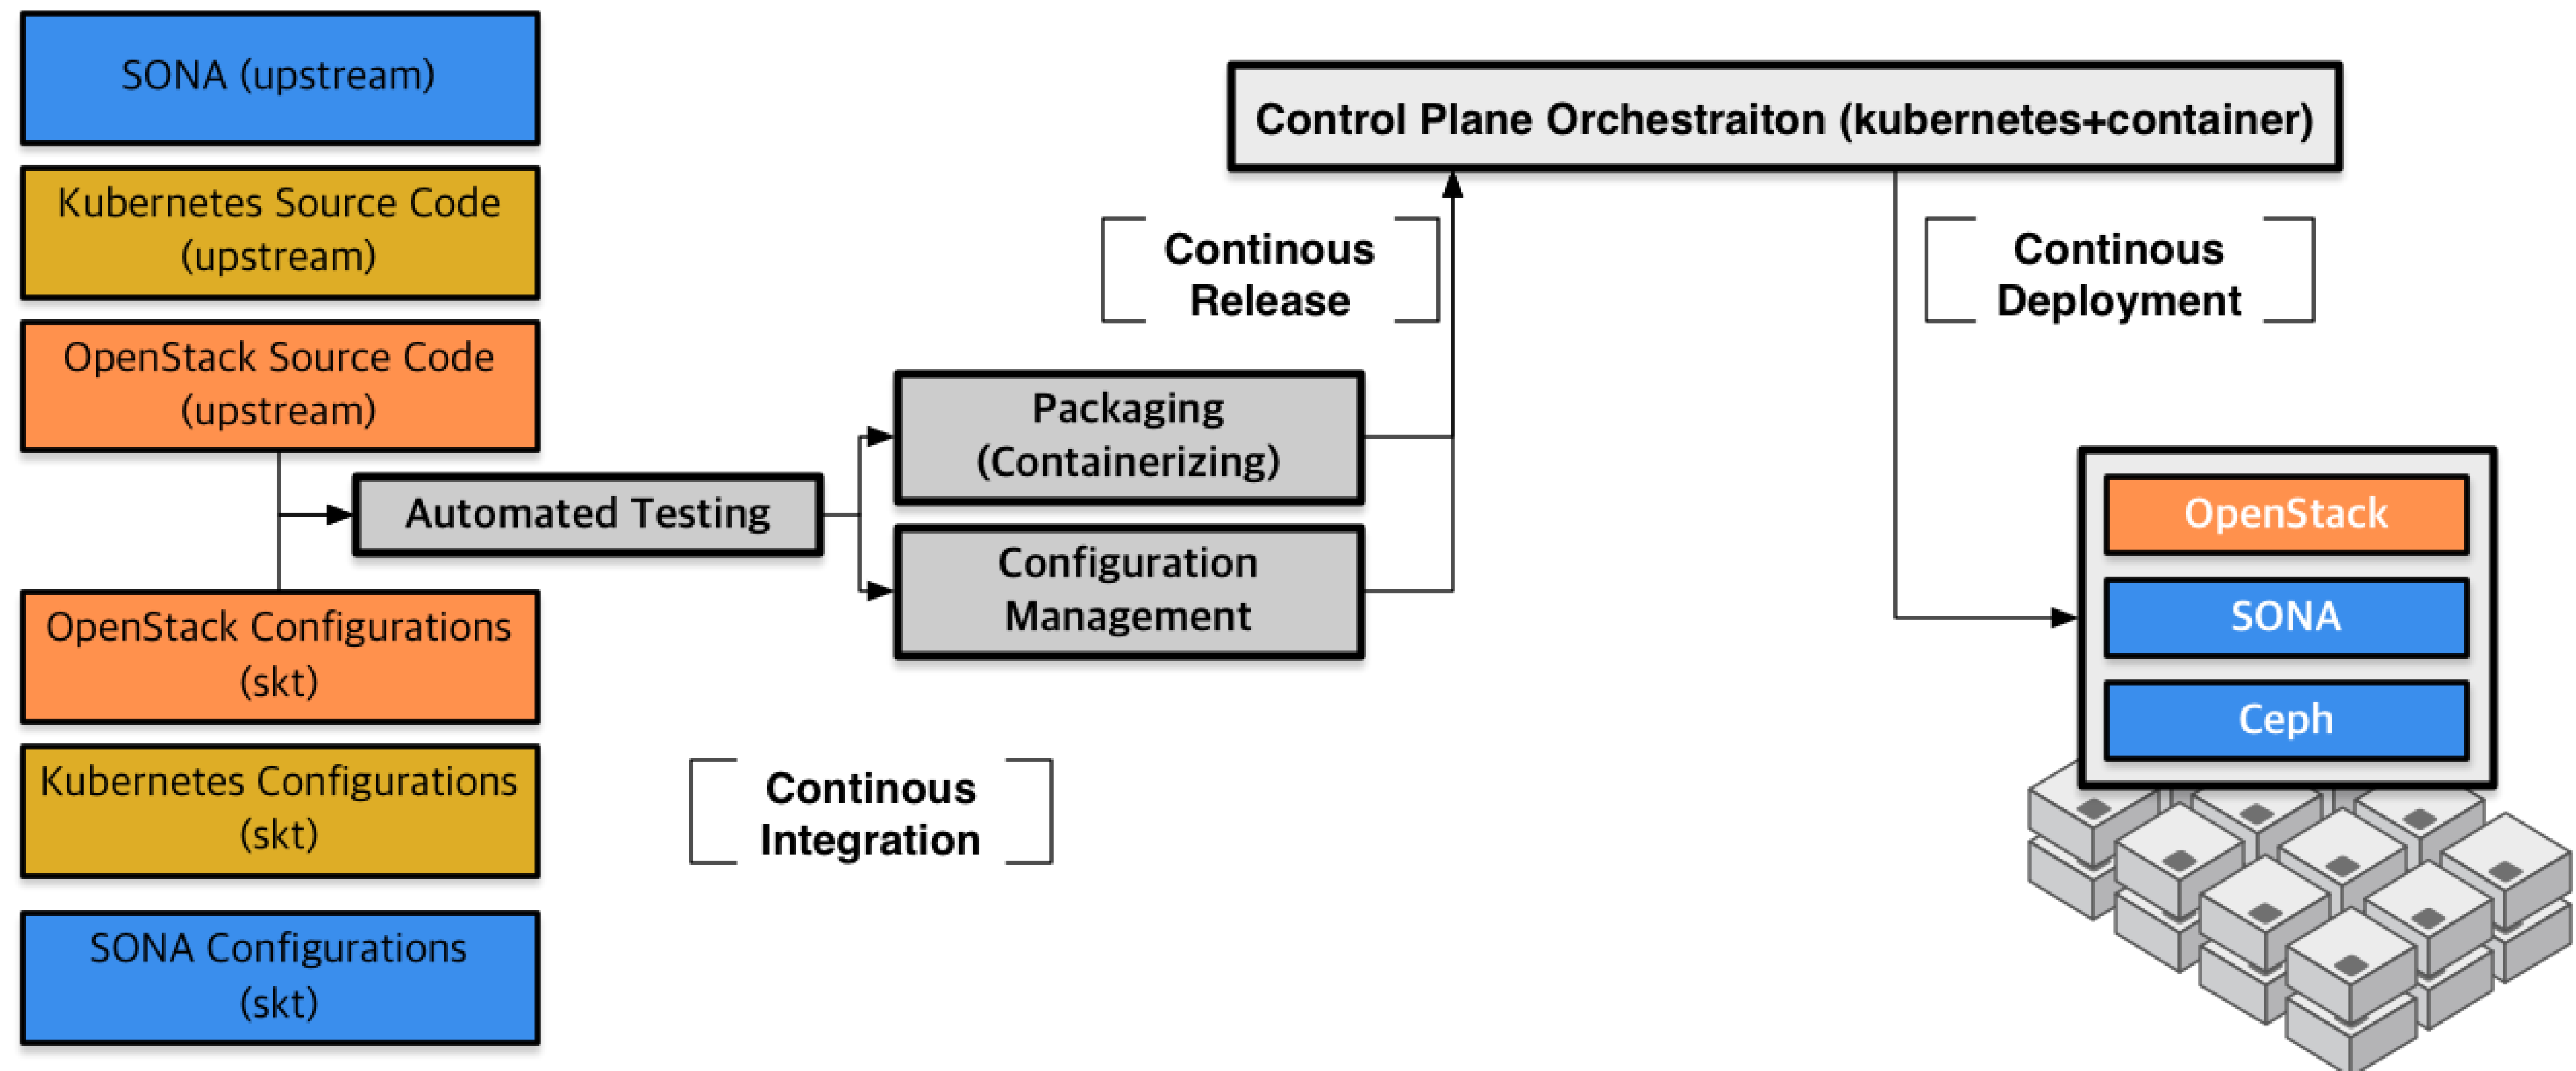 SONA (upstream)
Kubernetes Source Code
(upstream)
OpenStack Source Code
(upstream)
Automated Testing
OpenStack Configurations
(skt)
Kubernetes Configurations
(skt)
SONA Configurations
(skt)
Packaging
(Containerizing)
Configuration
Management
Continous
Integration
Continous
Release
Control Plane Orchestraiton (kubernetes+container)
Continous
Deployment
OpenStack
SONA
Ceph